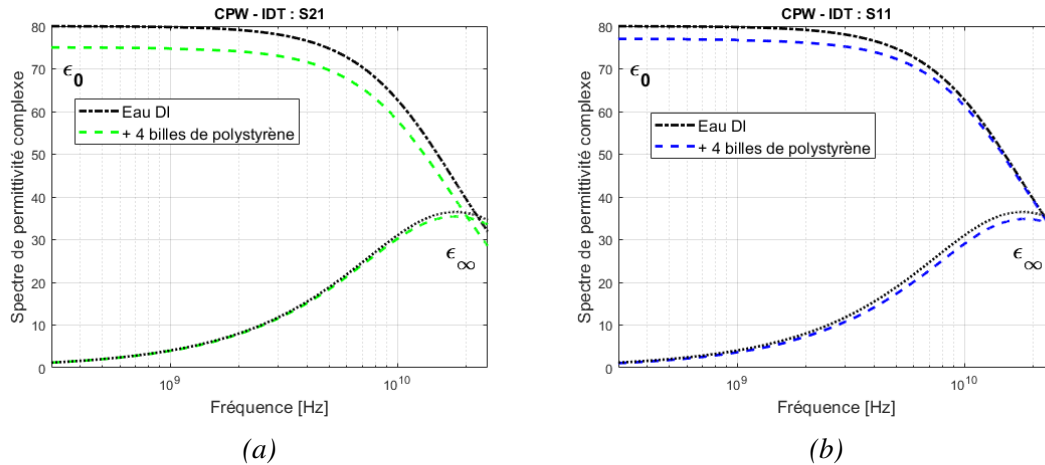 CPW - IDT : S21
80
70
60
50
40
30
20
10
0
Spectre de permittivité complexe
ϵ0
Eau DI
+ 4 billes de polystyrène
ϵ∞
10^9
10^10
Fréquence [Hz]
(a)
CPW - IDT : S11
80
70
60
50
40
30
20
10
0
Spectre de permittivité complexe
ϵ0
Eau DI
+ 4 billes de polystyrène
ϵ∞
10^9
10^10
Fréquence [Hz]
(b)